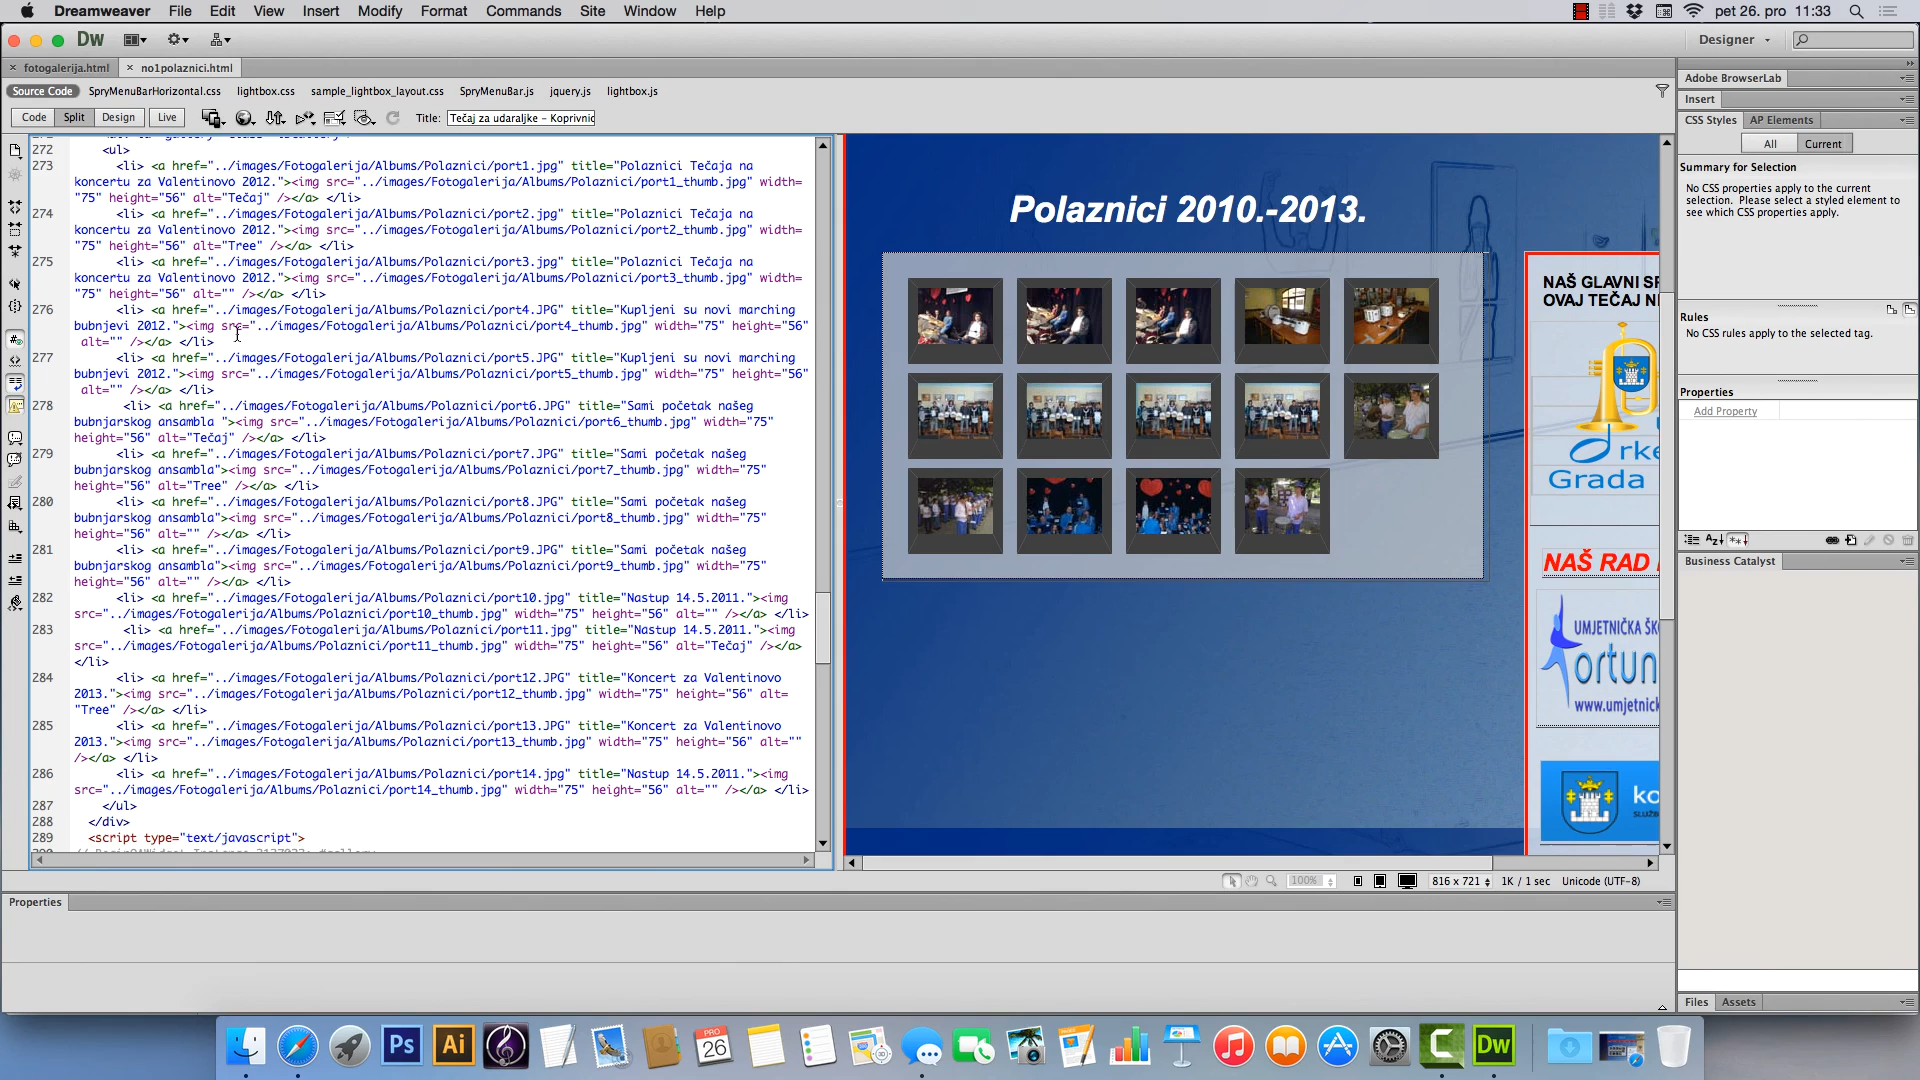 Dreamweaver File Edit View Insert Modify Format Commands Site Window Help pet 26. pro 11:33
Dw Designer
fotogalerija.html no1polaznici.html
Source Code SpryMenuBarHorizontal.css lightbox.css sample_lightbox_layout.css SpryMenuBar.js jquery.js lightbox.js
Code Split Design Live Title: Tečaj za udaraljke – Koprivnic
272 <ul>
273 <li> <a href="../images/Fotogalerija/Albums/Polaznici/port1.jpg" title="Polaznici Tečaja na
koncertu za Valentinovo 2012."><img src="../images/Fotogalerija/Albums/Polaznici/port1_thumb.jpg" width=
"75" height="56" alt="Tečaj" /></a> </li>
274 <li> <a href="../images/Fotogalerija/Albums/Polaznici/port2.jpg" title="Polaznici Tečaja na
koncertu za Valentinovo 2012."><img src="../images/Fotogalerija/Albums/Polaznici/port2_thumb.jpg" width=
"75" height="56" alt="Tree" /></a> </li>
275 <li> <a href="../images/Fotogalerija/Albums/Polaznici/port3.jpg" title="Polaznici Tečaja na
koncertu za Valentinovo 2012."><img src="../images/Fotogalerija/Albums/Polaznici/port3_thumb.jpg" width=
"75" height="56" alt="" /></a> </li>
276 <li> <a href="../images/Fotogalerija/Albums/Polaznici/port4.JPG" title="Kupljeni su novi marching
bubnjevi 2012."><img src="../images/Fotogalerija/Albums/Polaznici/port4_thumb.jpg" width="75" height="56"
alt="" /></a> </li>
277 <li> <a href="../images/Fotogalerija/Albums/Polaznici/port5.JPG" title="Kupljeni su novi marching
bubnjevi 2012."><img src="../images/Fotogalerija/Albums/Polaznici/port5_thumb.jpg" width="75" height="56"
alt="" /></a> </li>
278 <li> <a href="../images/Fotogalerija/Albums/Polaznici/port6.JPG" title="Sami početak našeg
bubnjarskog ansambla "><img src="../images/Fotogalerija/Albums/Polaznici/port6_thumb.jpg" width="75"
height="56" alt="Tečaj" /></a> </li>
279 <li> <a href="../images/Fotogalerija/Albums/Polaznici/port7.JPG" title="Sami početak našeg
bubnjarskog ansambla"><img src="../images/Fotogalerija/Albums/Polaznici/port7_thumb.jpg" width="75"
height="56" alt="Tree" /></a> </li>
280 <li> <a href="../images/Fotogalerija/Albums/Polaznici/port8.JPG" title="Sami početak našeg
bubnjarskog ansambla"><img src="../images/Fotogalerija/Albums/Polaznici/port8_thumb.jpg" width="75"
height="56" alt="" /></a> </li>
281 <li> <a href="../images/Fotogalerija/Albums/Polaznici/port9.JPG" title="Sami početak našeg
bubnjarskog ansambla"><img src="../images/Fotogalerija/Albums/Polaznici/port9_thumb.jpg" width="75"
height="56" alt="" /></a> </li>
282 <li> <a href="../images/Fotogalerija/Albums/Polaznici/port10.jpg" title="Nastup 14.5.2011."><img
src="../images/Fotogalerija/Albums/Polaznici/port10_thumb.jpg" width="75" height="56" alt="" /></a> </li>
283 <li> <a href="../images/Fotogalerija/Albums/Polaznici/port11.jpg" title="Nastup 14.5.2011."><img
src="../images/Fotogalerija/Albums/Polaznici/port11_thumb.jpg" width="75" height="56" alt="Tečaj" /></a>
</li>
284 <li> <a href="../images/Fotogalerija/Albums/Polaznici/port12.JPG" title="Koncert za Valentinovo
2013."><img src="../images/Fotogalerija/Albums/Polaznici/port12_thumb.jpg" width="75" height="56" alt=
"Tree" /></a> </li>
285 <li> <a href="../images/Fotogalerija/Albums/Polaznici/port13.JPG" title="Koncert za Valentinovo
2013."><img src="../images/Fotogalerija/Albums/Polaznici/port13_thumb.jpg" width="75" height="56" alt=""
/></a> </li>
286 <li> <a href="../images/Fotogalerija/Albums/Polaznici/port14.jpg" title="Nastup 14.5.2011."><img
src="../images/Fotogalerija/Albums/Polaznici/port14_thumb.jpg" width="75" height="56" alt="" /></a> </li>
287 </ul>
288 </div>
289 <script type="text/javascript">
Polaznici 2010.-2013.
NAŠ GLAVNI
OVAJ TEČAJ
Grada
NAŠ RAD
UMJETNIČKA
ortun
www.umjetnick
ko
100% 816 x 721 1K / 1 sec Unicode (UTF-8)
Properties
Adobe BrowserLab
Insert
CSS Styles AP Elements
All Current
Summary for Selection
No CSS properties apply to the current
selection. Please select a styled element to
see which CSS properties apply.
Rules
No CSS rules apply to the selected tag.
Properties
Add Property
Business Catalyst
Files Assets
Ps Ai PRO 26 Dw